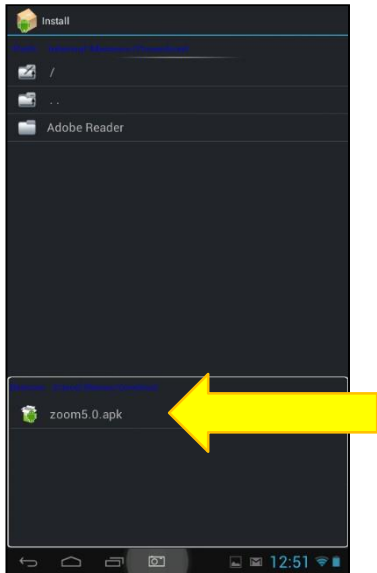 Install
/
. .
Adobe Reader
zoom5.0.apk
12:51